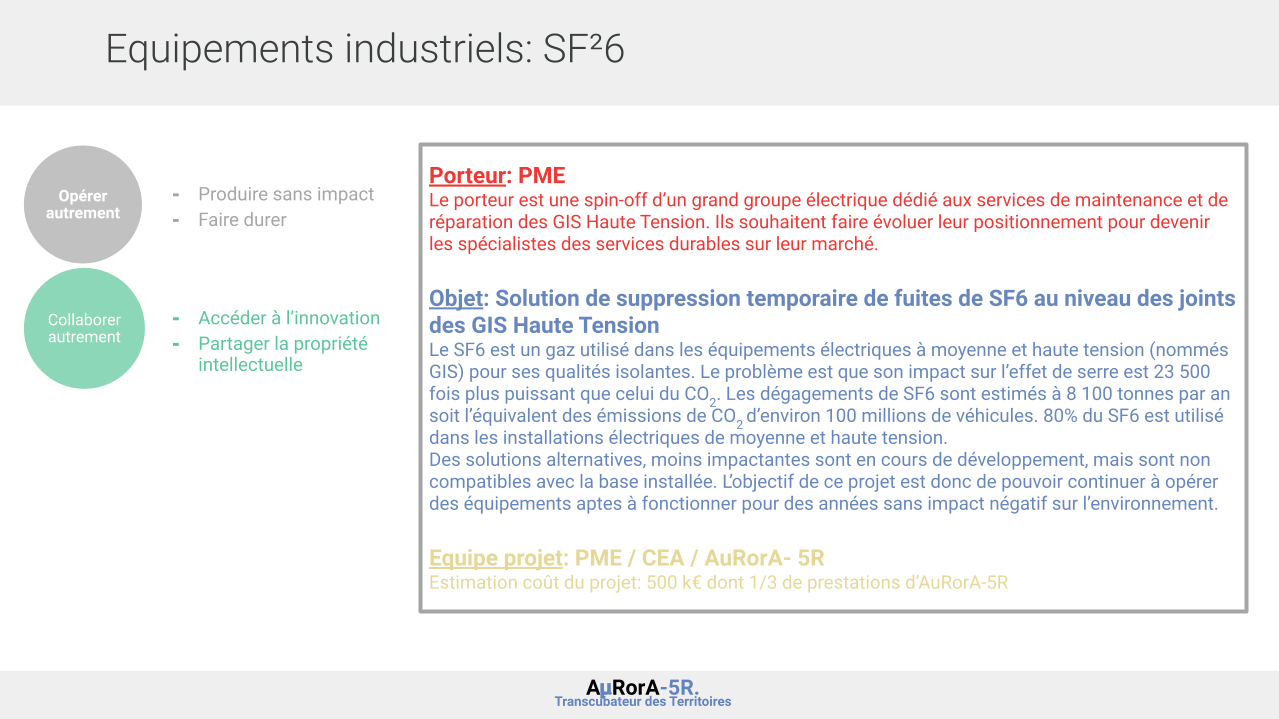 Equipements industriels: SF²6
Opérer
autrement
- Produire sans impact
- Faire durer
Collaborer
autrement
- Accéder à l’innovation
- Partager la propriété
intellectuelle
Porteur: PME
Le porteur est une spin-off d’un grand groupe électrique dédié aux services de maintenance et de
réparation des GIS Haute Tension. Ils souhaitent faire évoluer leur positionnement pour devenir
les spécialistes des services durables sur leur marché.
Objet: Solution de suppression temporaire de fuites de SF6 au niveau des joints
des GIS Haute Tension
Le SF6 est un gaz utilisé dans les équipements électriques à moyenne et haute tension (nommés
GIS) pour ses qualités isolantes. Le problème est que son impact sur l’effet de serre est 23 500
fois plus puissant que celui du CO₂. Les dégagements de SF6 sont estimés à 8 100 tonnes par an
soit l’équivalent des émissions de CO₂ d’environ 100 millions de véhicules. 80% du SF6 est utilisé
dans les installations électriques de moyenne et haute tension.
Des solutions alternatives, moins impactantes sont en cours de développement, mais sont non
compatibles avec la base installée. L’objectif de ce projet est donc de pouvoir continuer à opérer
des équipements aptes à fonctionner pour des années sans impact négatif sur l’environnement.
Equipe projet: PME / CEA / AuRorA- 5R
Estimation coût du projet: 500 k€ dont 1/3 de prestations d’AuRorA-5R
AµRorA-5R.
Transcubateur des Territoires